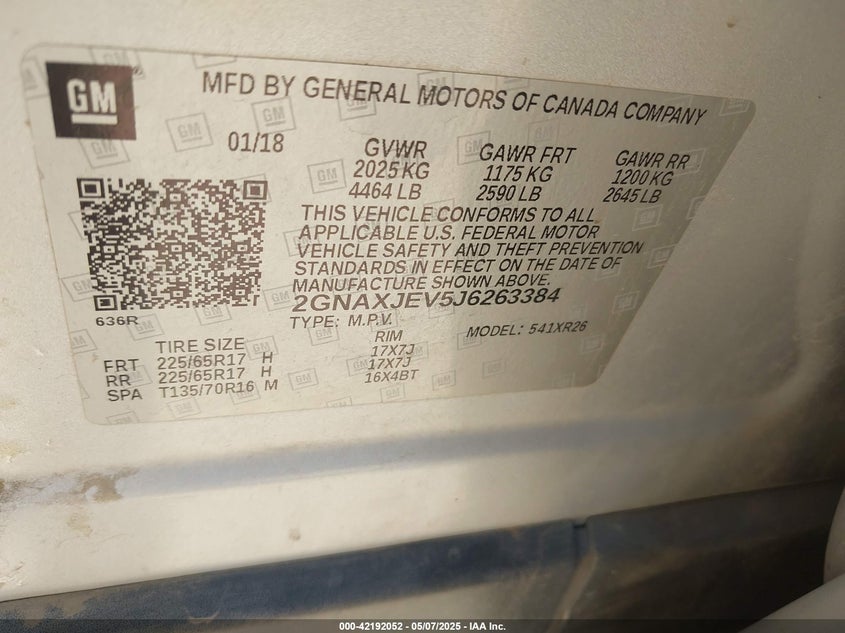 GM
MFD BY GENERAL MOTORS OF CANADA COMPANY
01/18
GVWR
2025 KG
4464 LB
GAWR FRT
1175 KG
2590 LB
GAWR RR
1200 KG
2645 LB
THIS VEHICLE CONFORMS TO ALL
APPLICABLE U.S. FEDERAL MOTOR
VEHICLE SAFETY AND THEFT PREVENTION
STANDARDS IN EFFECT ON THE DATE OF
MANUFACTURE SHOWN ABOVE.
2GNAXJEV5J6263384
TYPE: M.P.V. MODEL: 541XR26
636R
TIRE SIZE RIM
FRT 225/65R17 H 17X7J
RR 225/65R17 H 17X7J
SPA T135/70R16 M 16X4BT
000-42192052 - 05/07/2025 - IAA Inc.